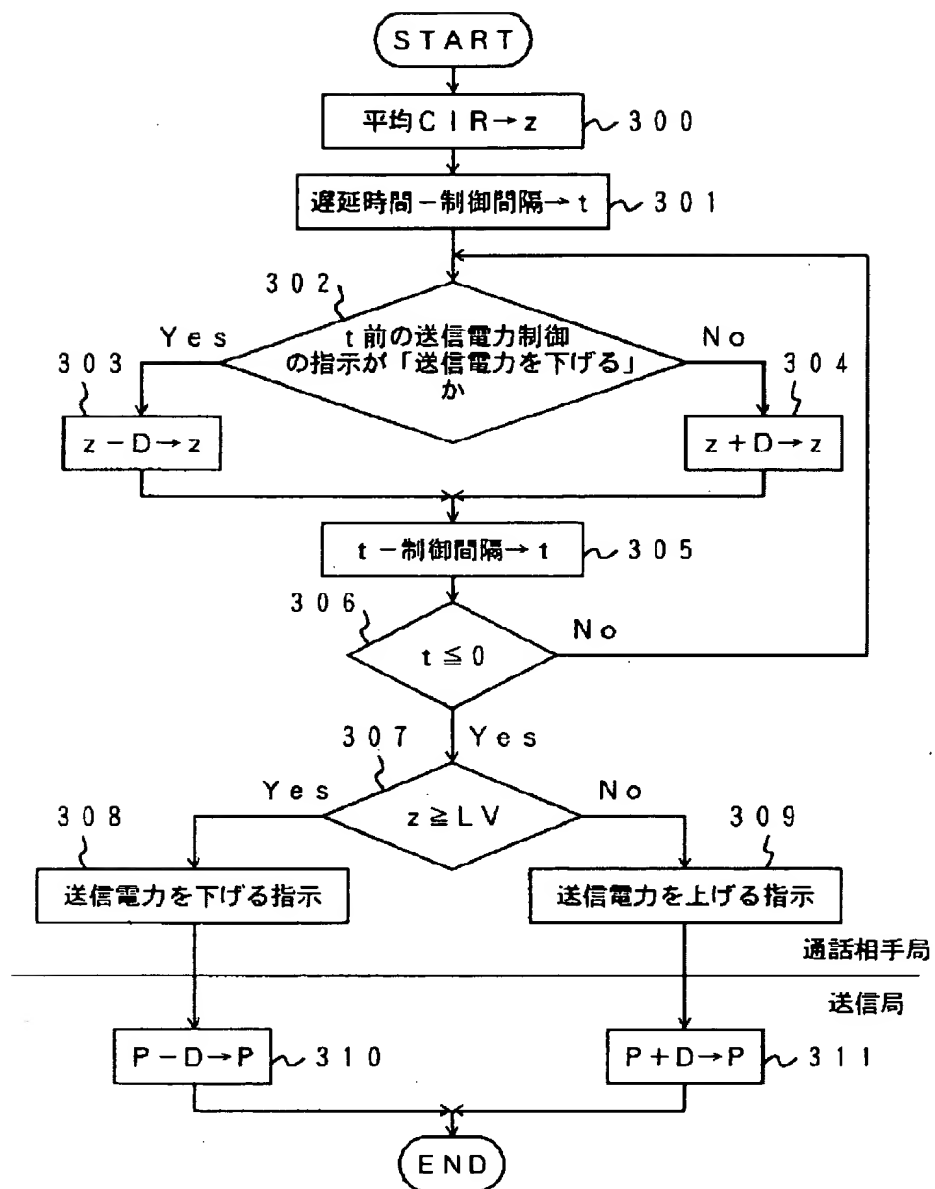 START
平均CIR→z
300
遅延時間－制御間隔→t
301
302
t前の送信電力制御
の指示が「送信電力を下げる」
か
Yes
No
303
z－D→z
304
z＋D→z
t－制御間隔→t
305
306
t≦0
No
Yes
307
z≧LV
Yes
No
308
送信電力を下げる指示
309
送信電力を上げる指示
通話相手局
送信局
P－D→P
310
P＋D→P
311
END